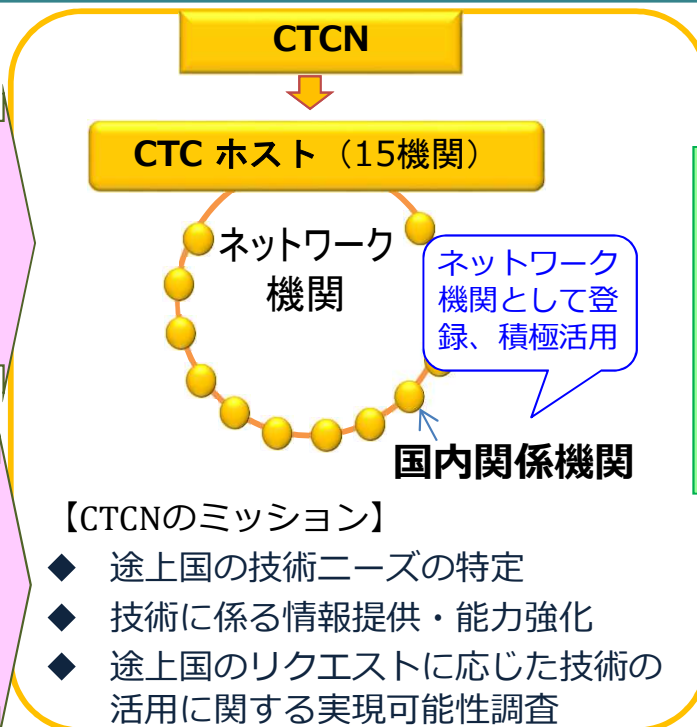 CTCN
CTC ホスト（15機関）
ネットワーク
機関
ネットワーク
機関として登
録、積極活用
国内関係機関
【CTCNのミッション】
◆ 途上国の技術ニーズの特定
◆ 技術に係る情報提供・能力強化
◆ 途上国のリクエストに応じた技術の
活用に関する実現可能性調査